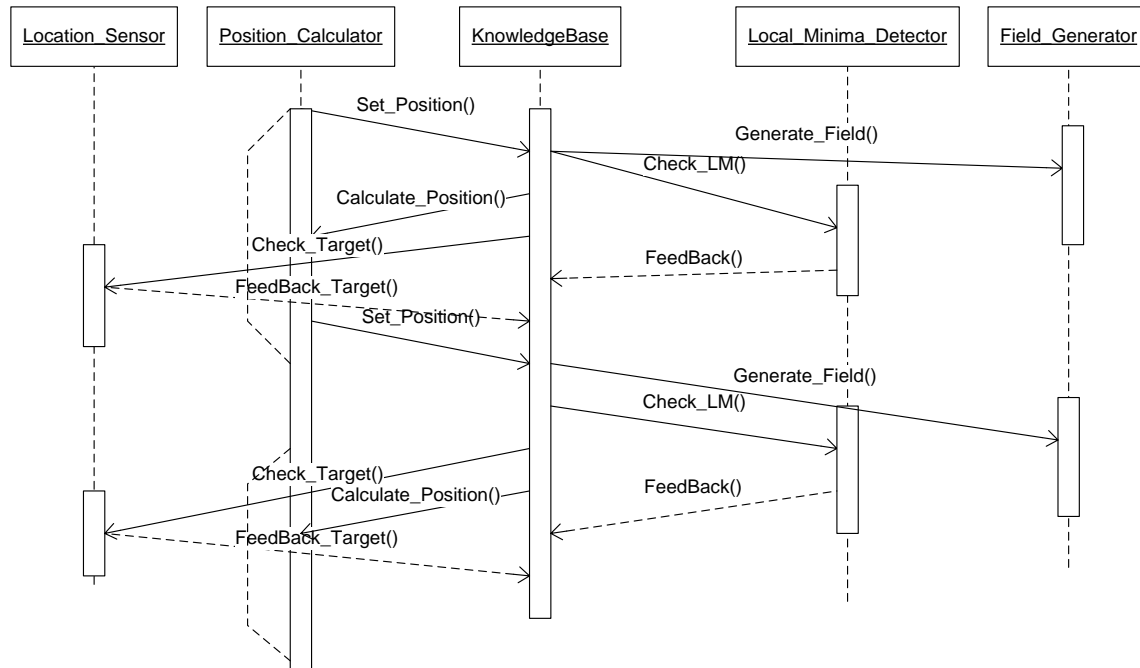 Location_Sensor Position_Calculator KnowledgeBase Local_Minima_Detector Field_Generator
Set_Position()
Generate_Field()
Check_LM()
Calculate_Position()
Check_Target()
FeedBack()
FeedBack_Target()
Set_Position()
Generate_Field()
Check_LM()
Check_Target()
FeedBack()
Calculate_Position()
FeedBack_Target()